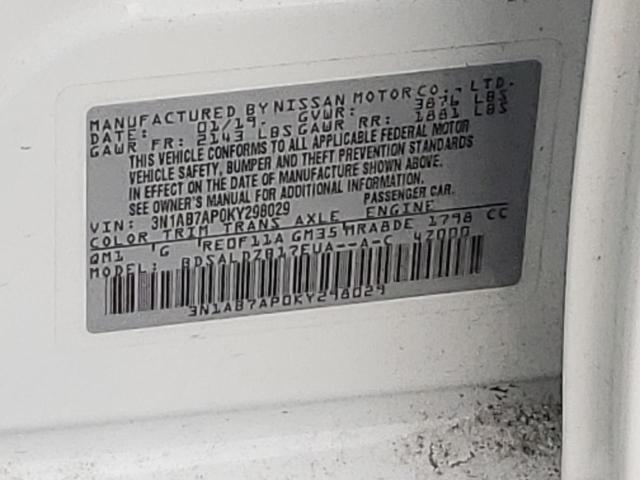 MANUFACTURED BY NISSAN MOTOR CO., LTD.
DATE: 01/19. GVWR: 3876 LBS
GAWR FR: 2143 LBS GAWR RR: 1881 LBS
THIS VEHICLE CONFORMS TO ALL APPLICABLE FEDERAL MOTOR
VEHICLE SAFETY, BUMPER AND THEFT PREVENTION STANDARDS
IN EFFECT ON THE DATE OF MANUFACTURE SHOWN ABOVE.
SEE OWNER'S MANUAL FOR ADDITIONAL INFORMATION.
VIN: 3N1AB7AP0KY298029 PASSENGER CAR.
COLOR TRIM TRANS AXLE ENGINE
QM1 'G 'RE0F11A GM35 MRA8DE 1798 CC
MODEL: BDSALDZB17EUA--A-C 4Z000
3N1AB7AP0KY298029